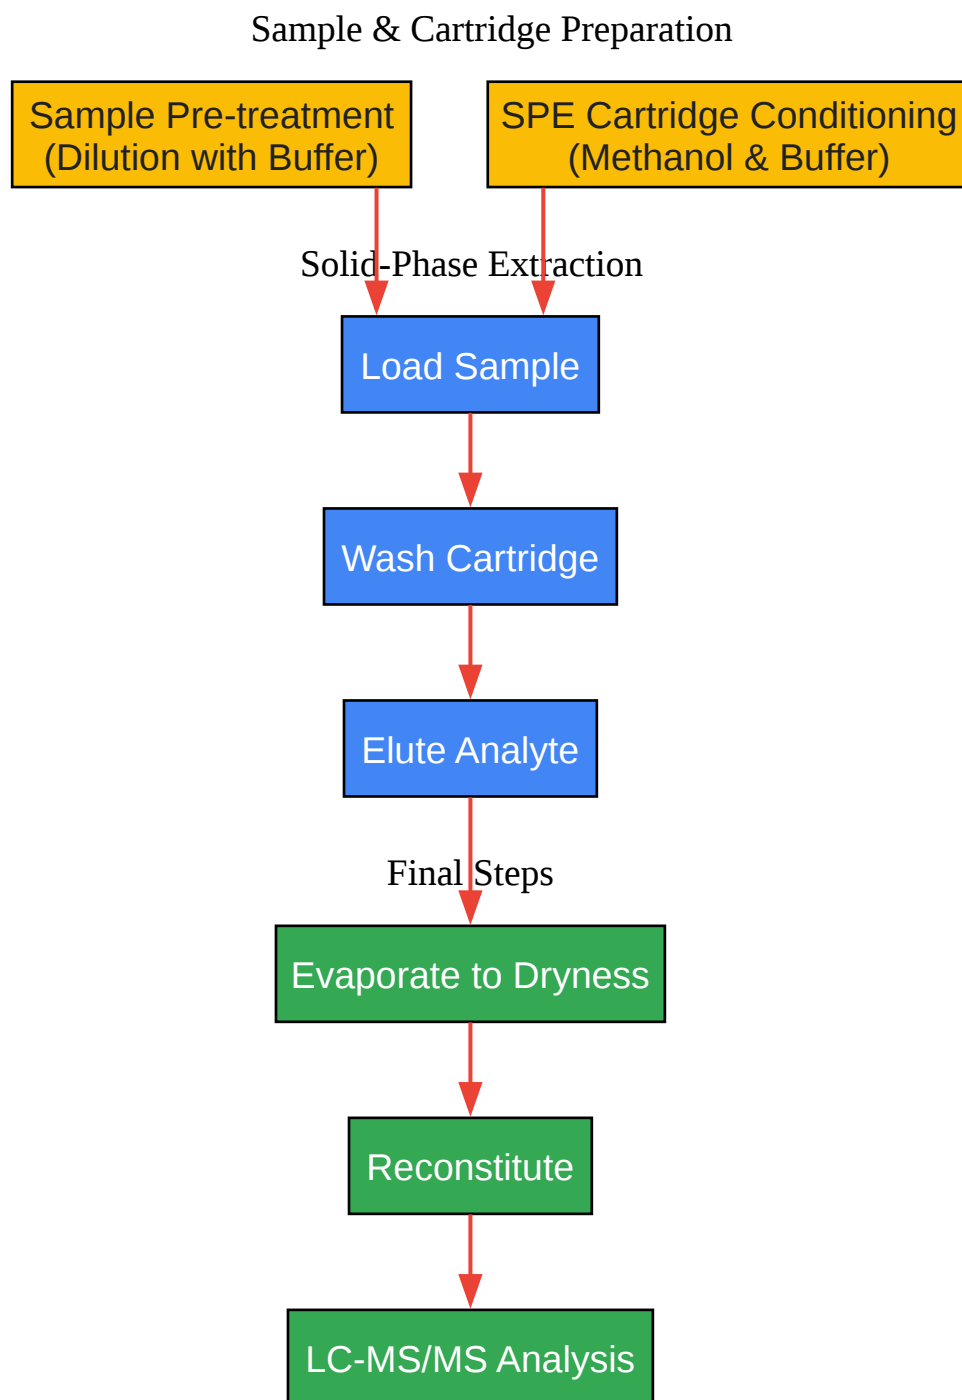 Sample & Cartridge Preparation
Sample Pre-treatment
(Dilution with Buffer)
SPE Cartridge Conditioning
(Methanol & Buffer)
Solid-Phase Extraction
Load Sample
Wash Cartridge
Elute Analyte
Final Steps
Evaporate to Dryness
Reconstitute
LC-MS/MS Analysis